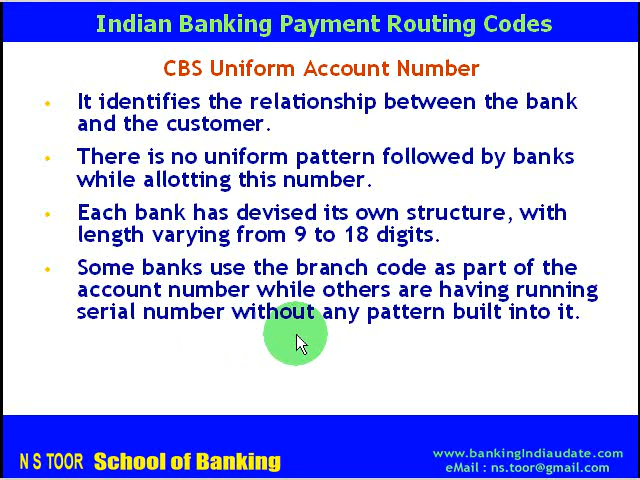 Indian Banking Payment Routing Codes
CBS Uniform Account Number
• It identifies the relationship between the bank
and the customer.
• There is no uniform pattern followed by banks
while allotting this number.
• Each bank has devised its own structure, with
length varying from 9 to 18 digits.
• Some banks use the branch code as part of the
account number while others are having running
serial number without any pattern built into it.
N S TOOR School of Banking
www.bankingIndiaudate.com
eMail : ns.toor@gmail.com